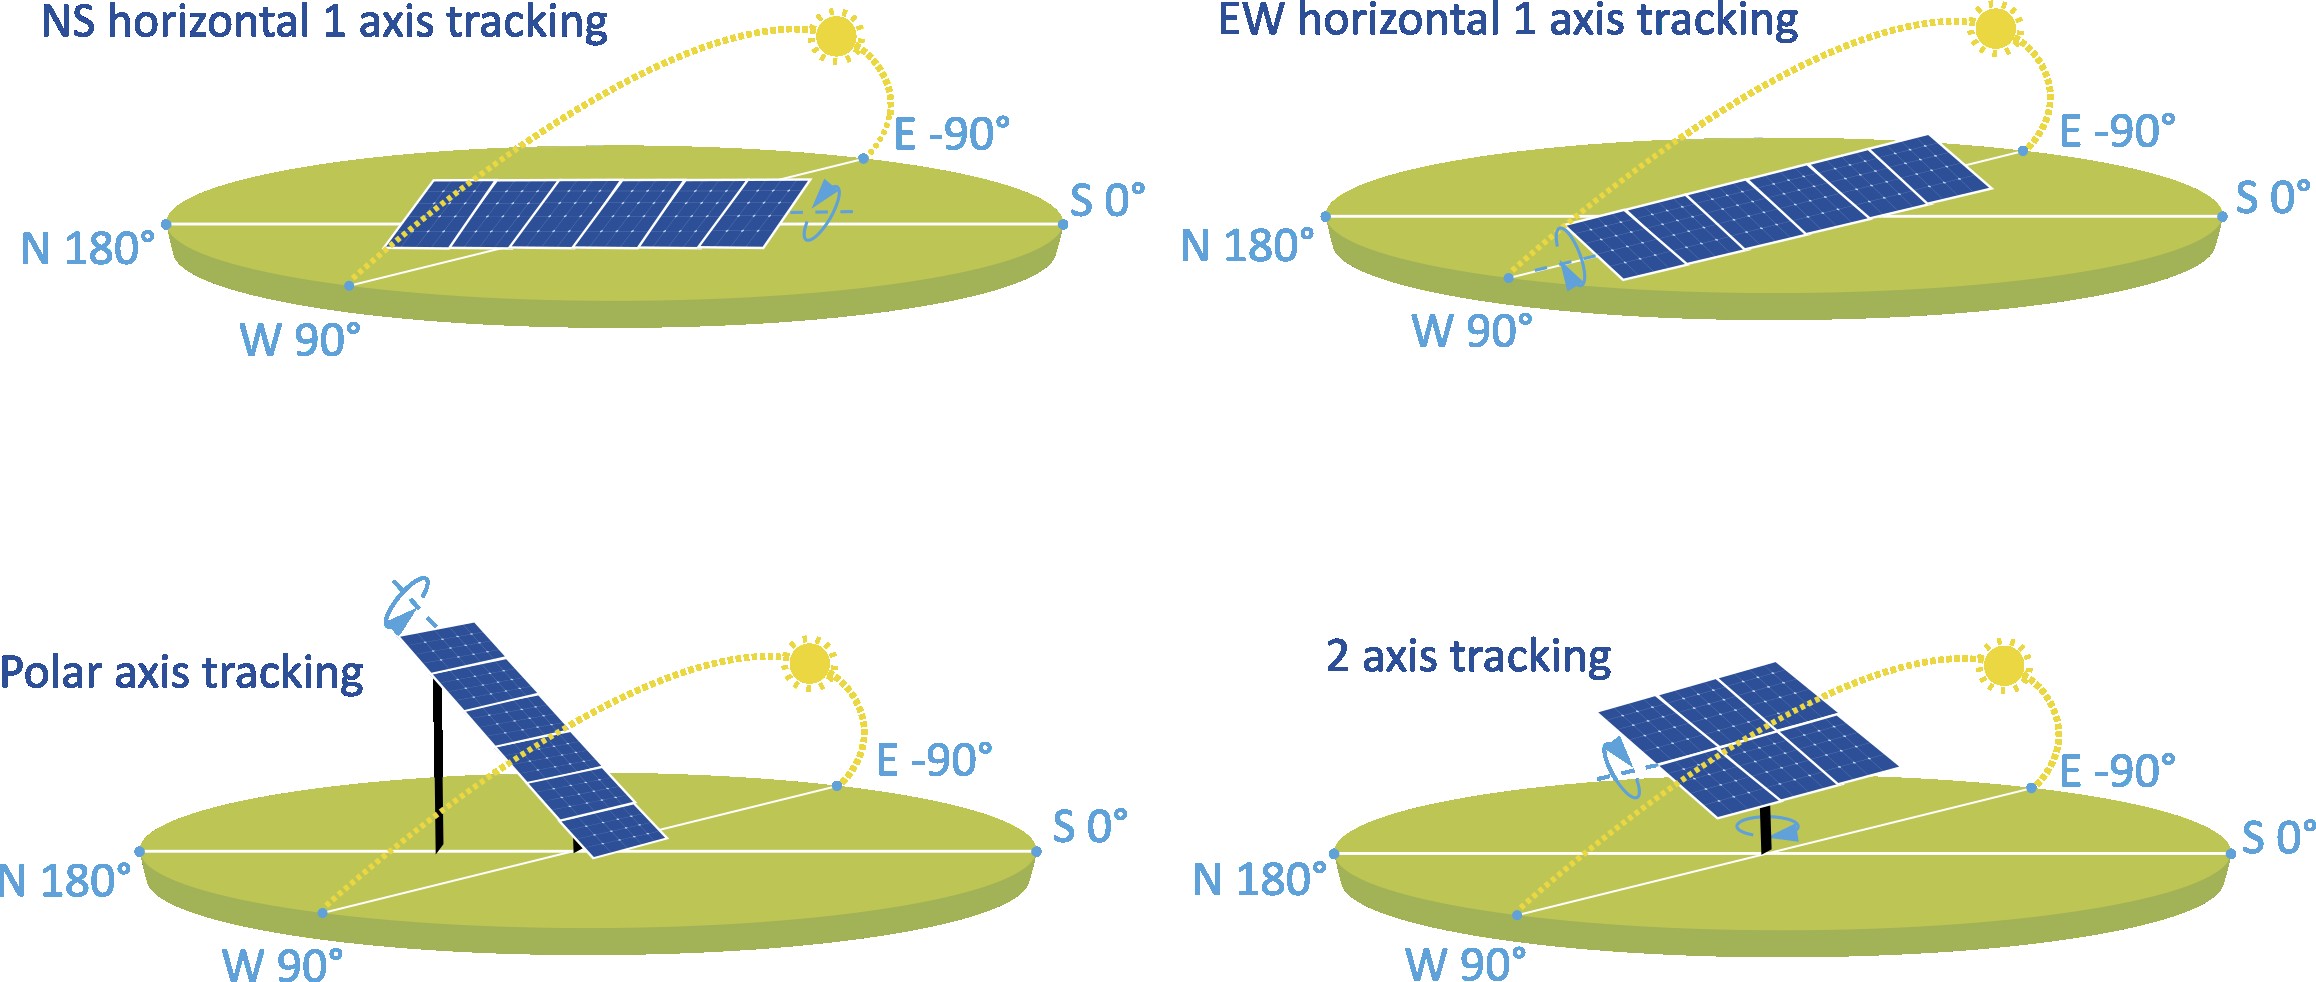 NS horizontal 1 axis tracking
E -90°
S 0°
N 180°
W 90°
EW horizontal 1 axis tracking
E -90°
S 0°
N 180°
W 90°
Polar axis tracking
E -90°
S 0°
N 180°
W 90°
2 axis tracking
E -90°
S 0°
N 180°
W 90°